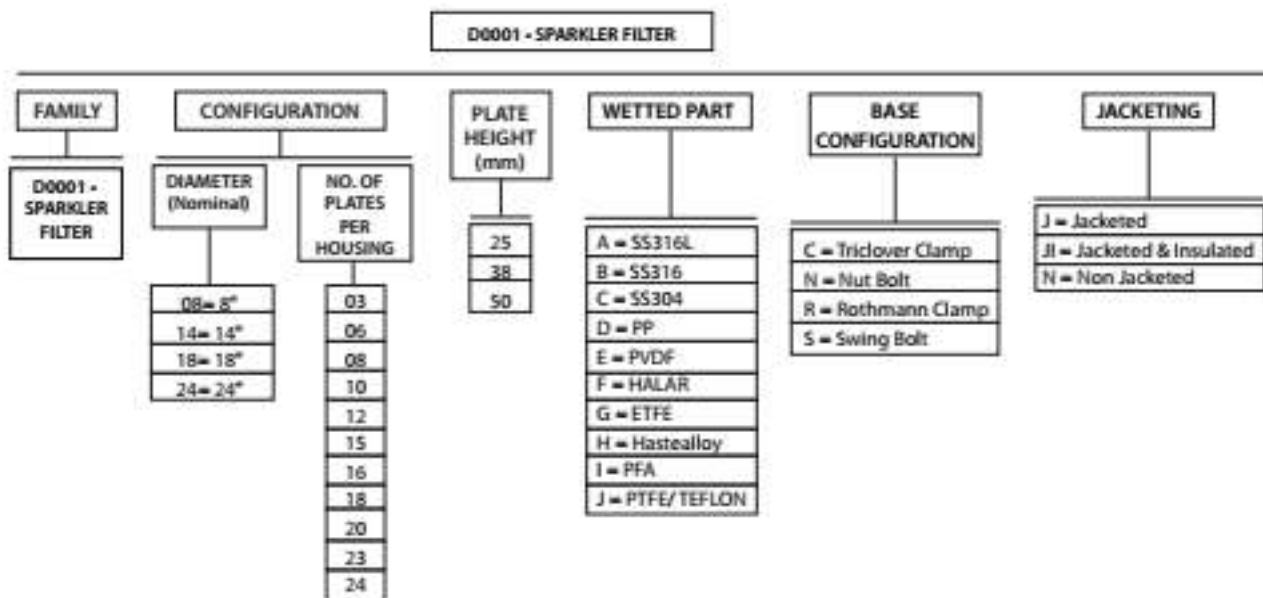 D0001 - SPARKLER FILTER
FAMILY
D0001 -
SPARKLER
FILTER
CONFIGURATION
DIAMETER
(Nominal)
08= 8"
14= 14"
18= 18"
24= 24"
NO. OF
PLATES
PER
HOUSING
03
06
08
10
12
15
16
18
20
23
24
PLATE
HEIGHT
(mm)
25
38
50
WETTED PART
A = SS316L
B = SS316
C = SS304
D = PP
E = PVDF
F = HALAR
G = ETFE
H = Hastealloy
I = PFA
J = PTFE/ TEFLON
BASE
CONFIGURATION
C = Triclover Clamp
N = Nut Bolt
R = Rothmann Clamp
S = Swing Bolt
JACKETING
J = Jacketed
JI = Jacketed & Insulated
N = Non Jacketed